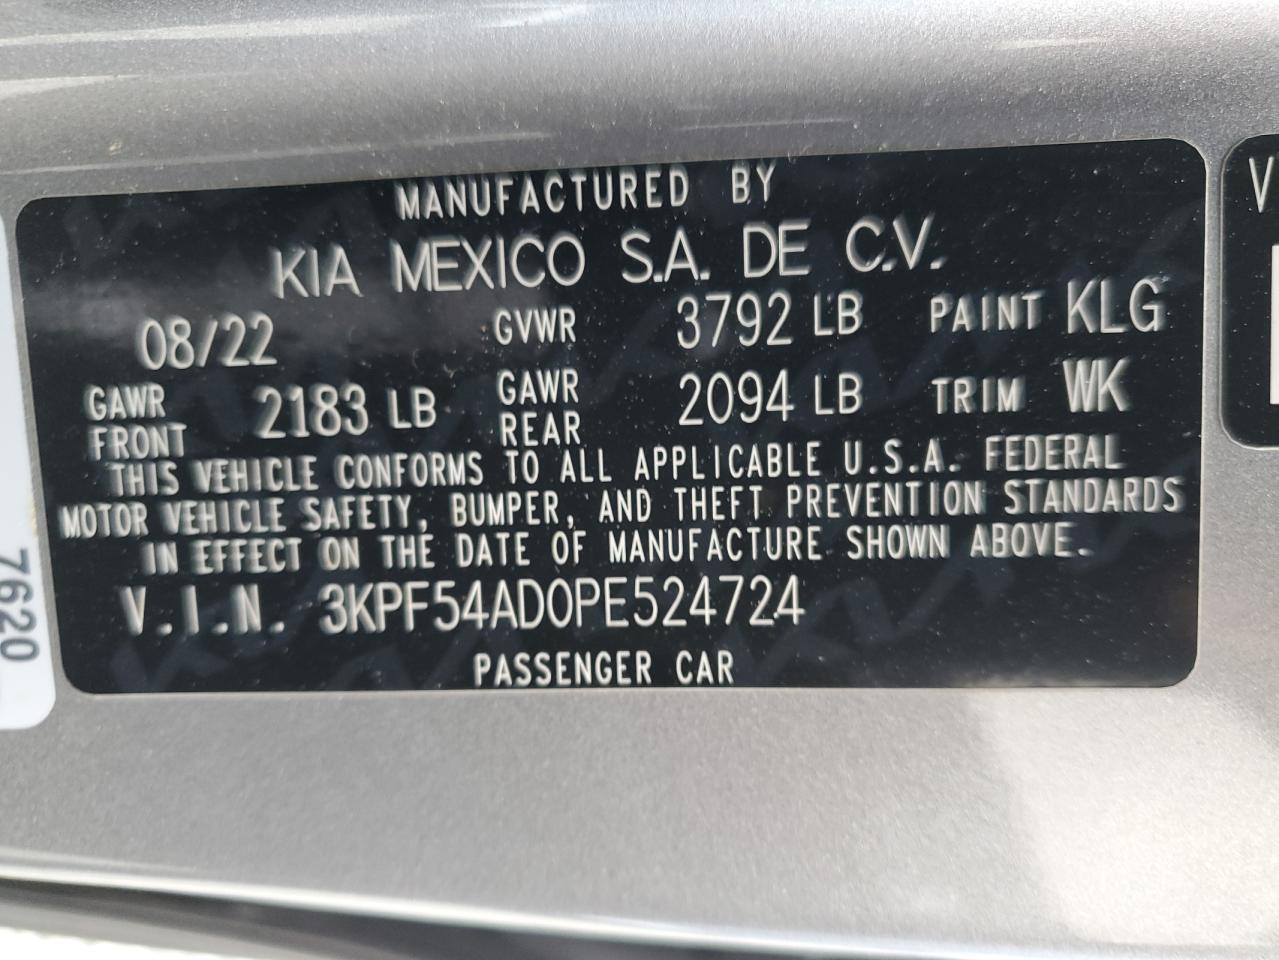 MANUFACTURED BY
KIA MEXICO S.A. DE C.V.
08/22 GVWR 3792 LB PAINT KLG
GAWR FRONT 2183 LB GAWR REAR 2094 LB TRIM WK
THIS VEHICLE CONFORMS TO ALL APPLICABLE U.S.A. FEDERAL
MOTOR VEHICLE SAFETY, BUMPER, AND THEFT PREVENTION STANDARDS
IN EFFECT ON THE DATE OF MANUFACTURE SHOWN ABOVE.
V.I.N. 3KPF54AD0PE524724
PASSENGER CAR
7620
V